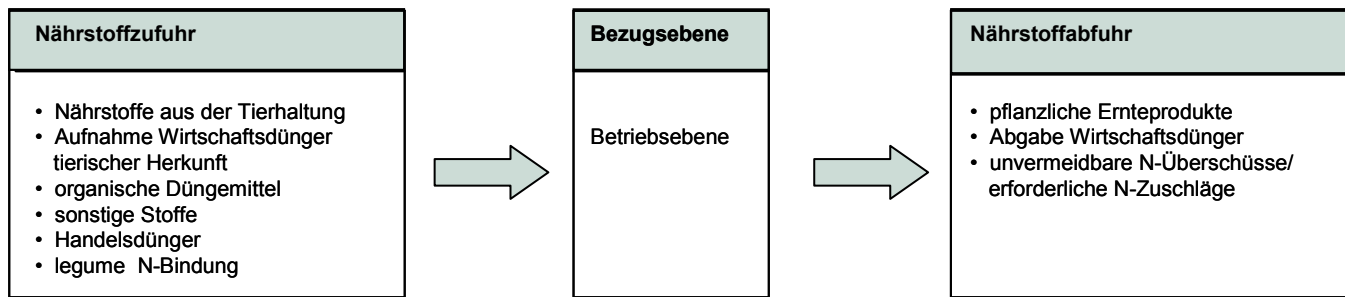 Nährstoffzufuhr
• Nährstoffe aus der Tierhaltung
• Aufnahme Wirtschaftsdünger
tierischer Herkunft
• organische Düngemittel
• sonstige Stoffe
• Handelsdünger
• legume N-Bindung
Bezugsebene
Betriebsebene
Nährstoffabfuhr
• pflanzliche Ernteprodukte
• Abgabe Wirtschaftsdünger
• unvermeidbare N-Überschüsse/
erforderliche N-Zuschläge